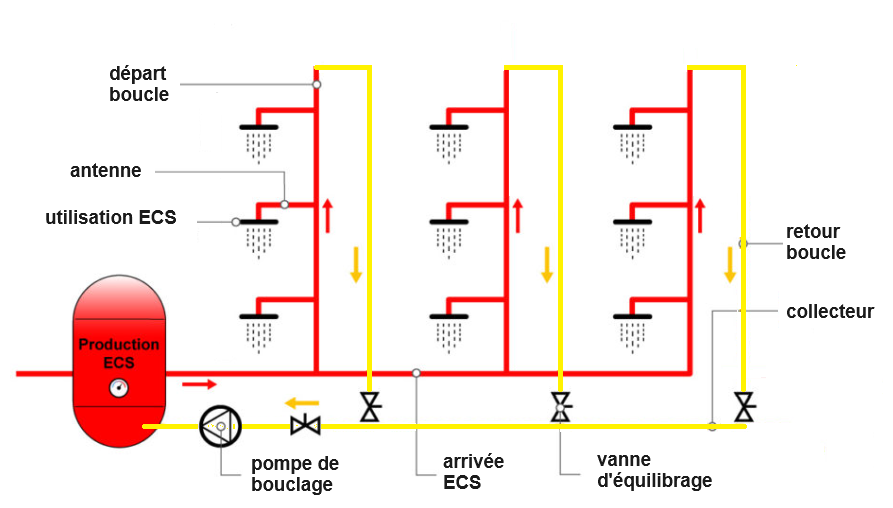 départ
boucle
antenne
utilisation ECS
retour
boucle
collecteur
Production
ECS
pompe de
bouclage
arrivée
ECS
vanne
d'équilibrage